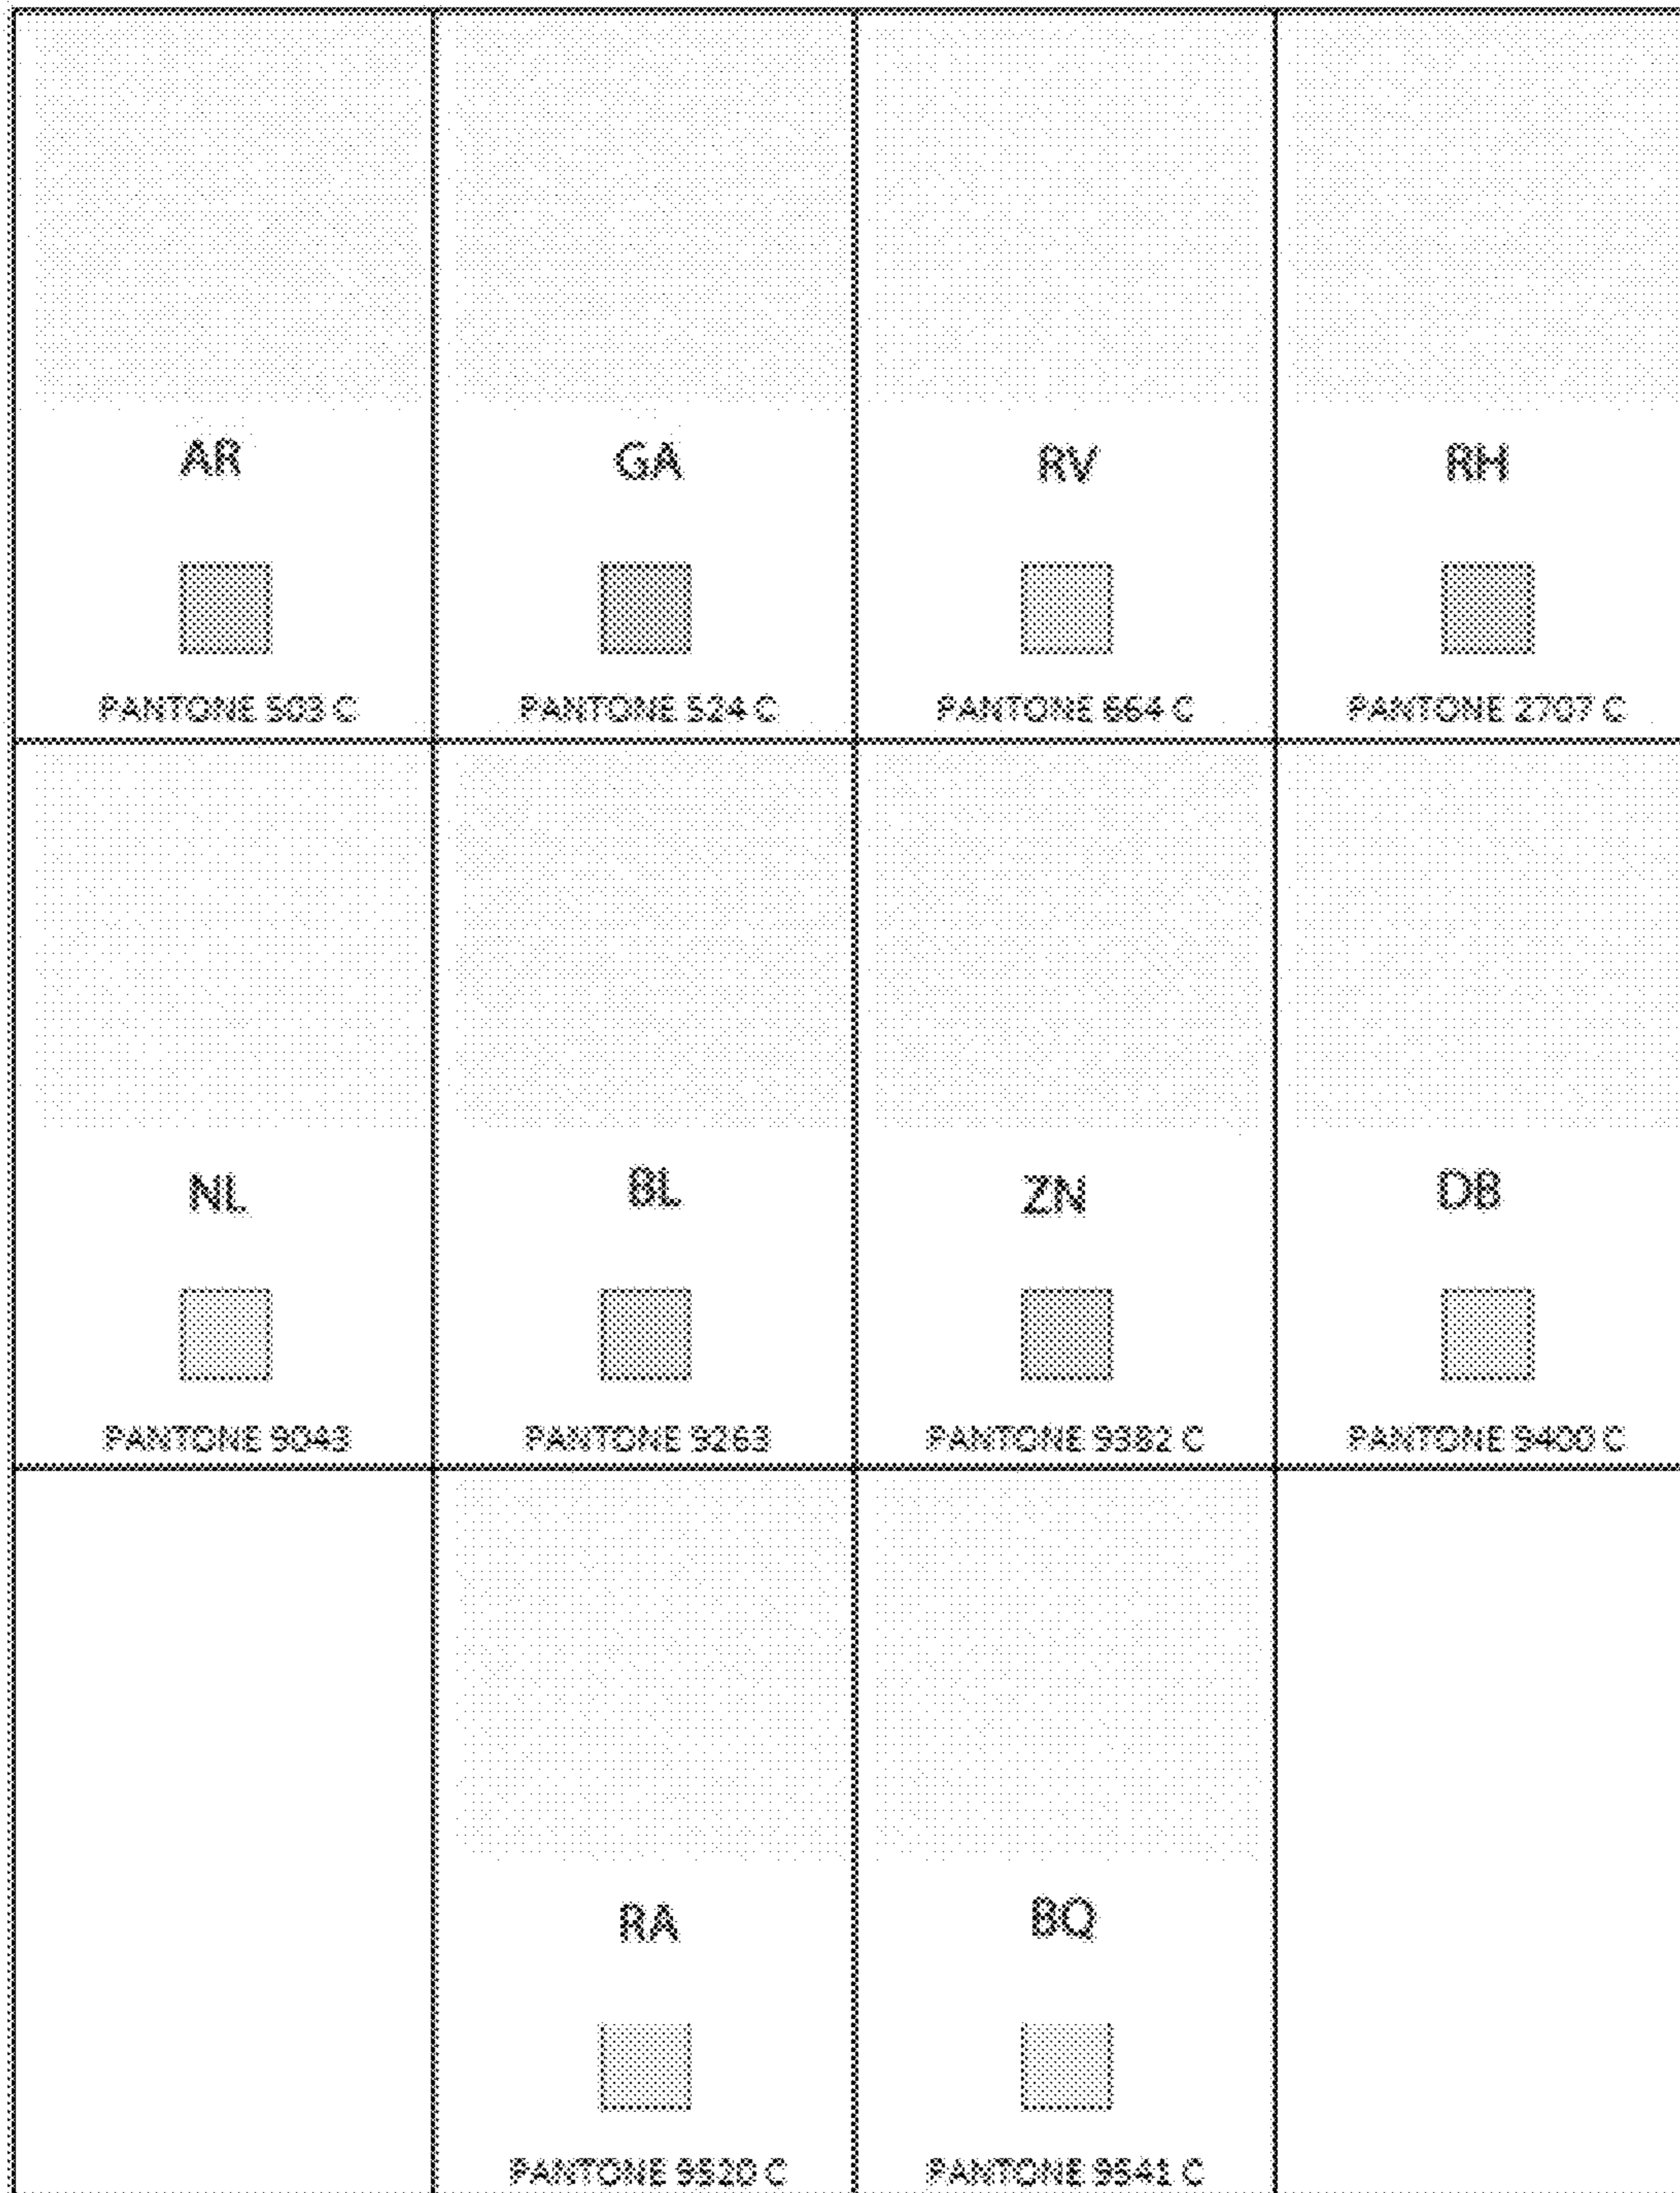 AR GA RV RH
PANTONE 503 C PANTONE 524 C PANTONE 664 C PANTONE 2707 C
NL BL ZN DB
PANTONE 9043 PANTONE 9263 PANTONE 9382 C PANTONE 9400 C
RA BQ
PANTONE 9520 C PANTONE 9541 C